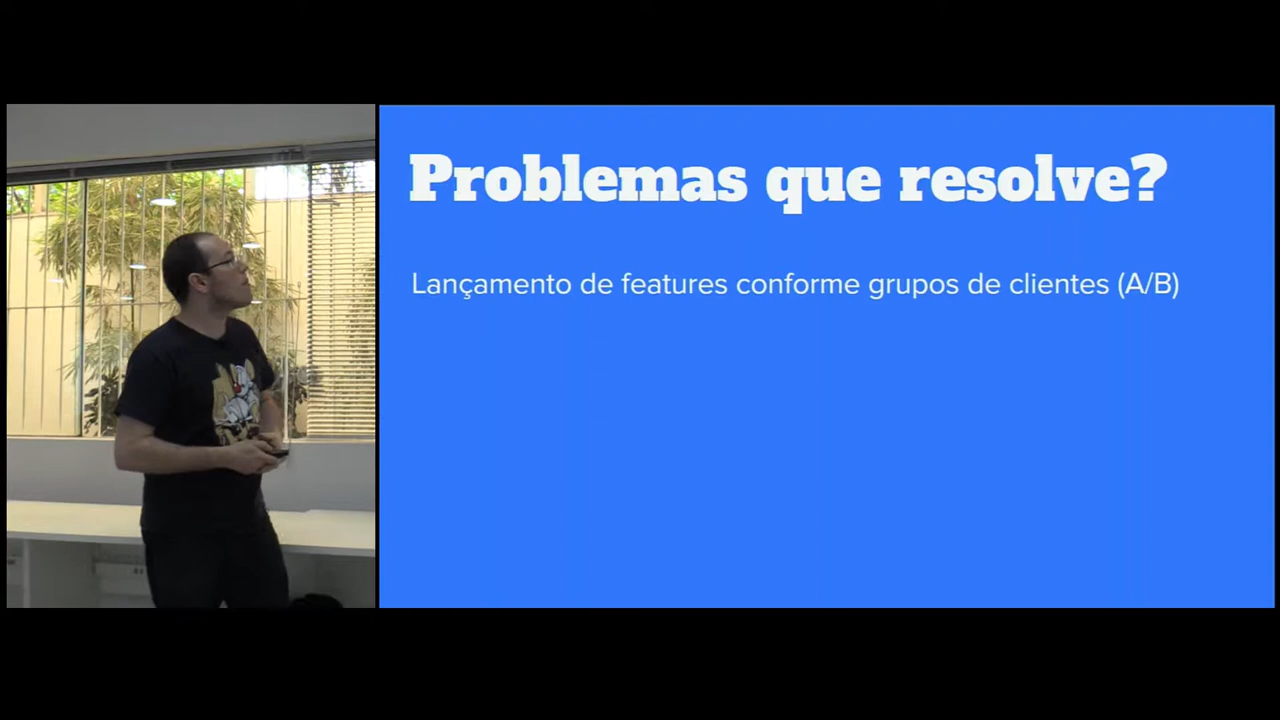 Problemas que resolve?
Lançamento de features conforme grupos de clientes (A/B)